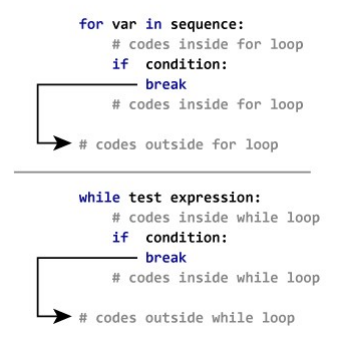 for var in sequence:
# codes inside for loop
if condition:
break
# codes inside for loop
# codes outside for loop
while test expression:
# codes inside while loop
if condition:
break
# codes inside while loop
# codes outside while loop